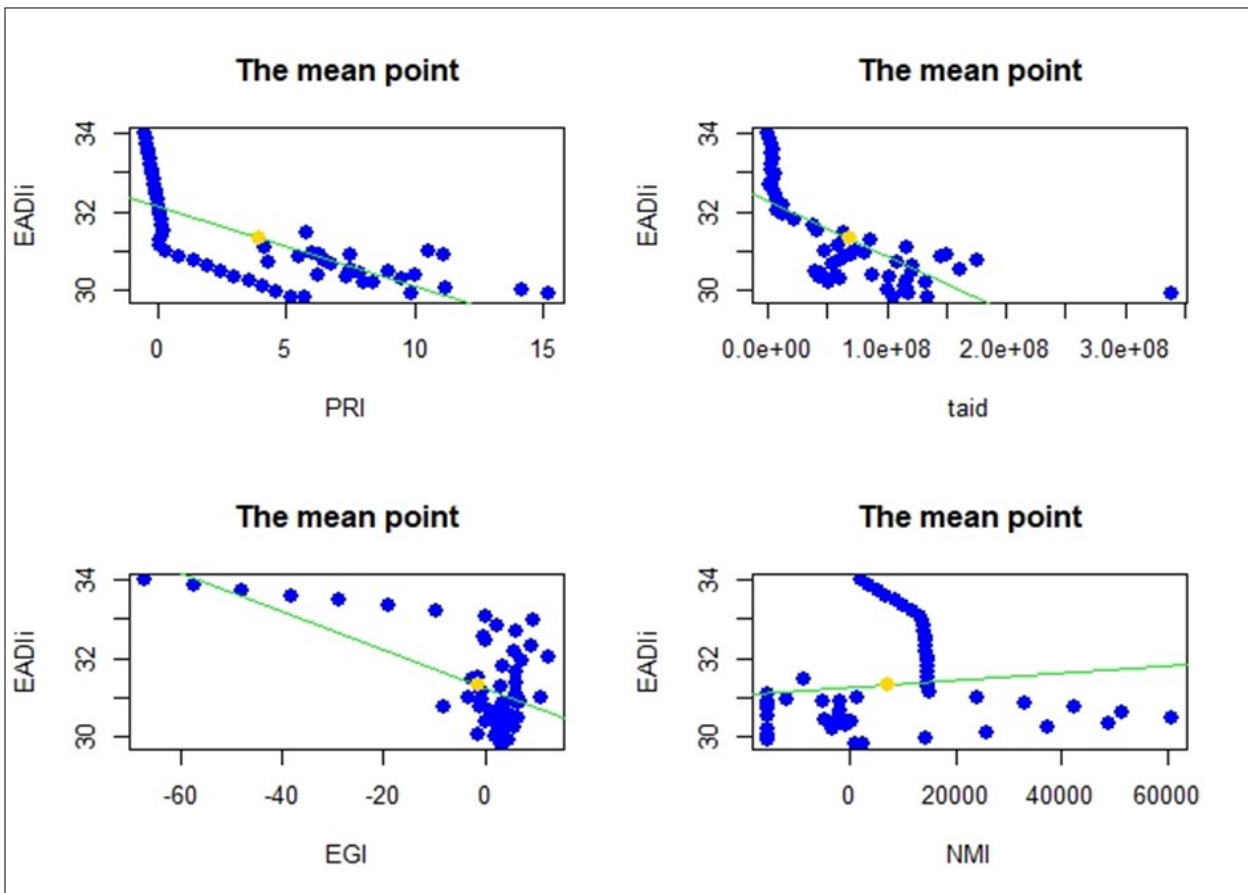 The mean point
EADIi
34
32
30
0 5 10 15
PRI
The mean point
EADIi
34
32
30
0.0e+00 1.0e+08 2.0e+08 3.0e+08
taid
The mean point
EADIi
34
32
30
-60 -40 -20 0
EGI
The mean point
EADIi
34
32
30
0 20000 40000 60000
NMI